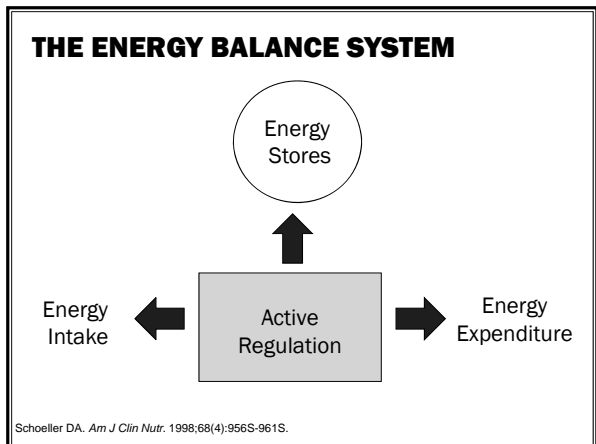 THE ENERGY BALANCE SYSTEM
Energy
Stores
Energy
Intake
Active
Regulation
Energy
Expenditure
Schoeller DA. Am J Clin Nutr. 1998;68(4):956S-961S.